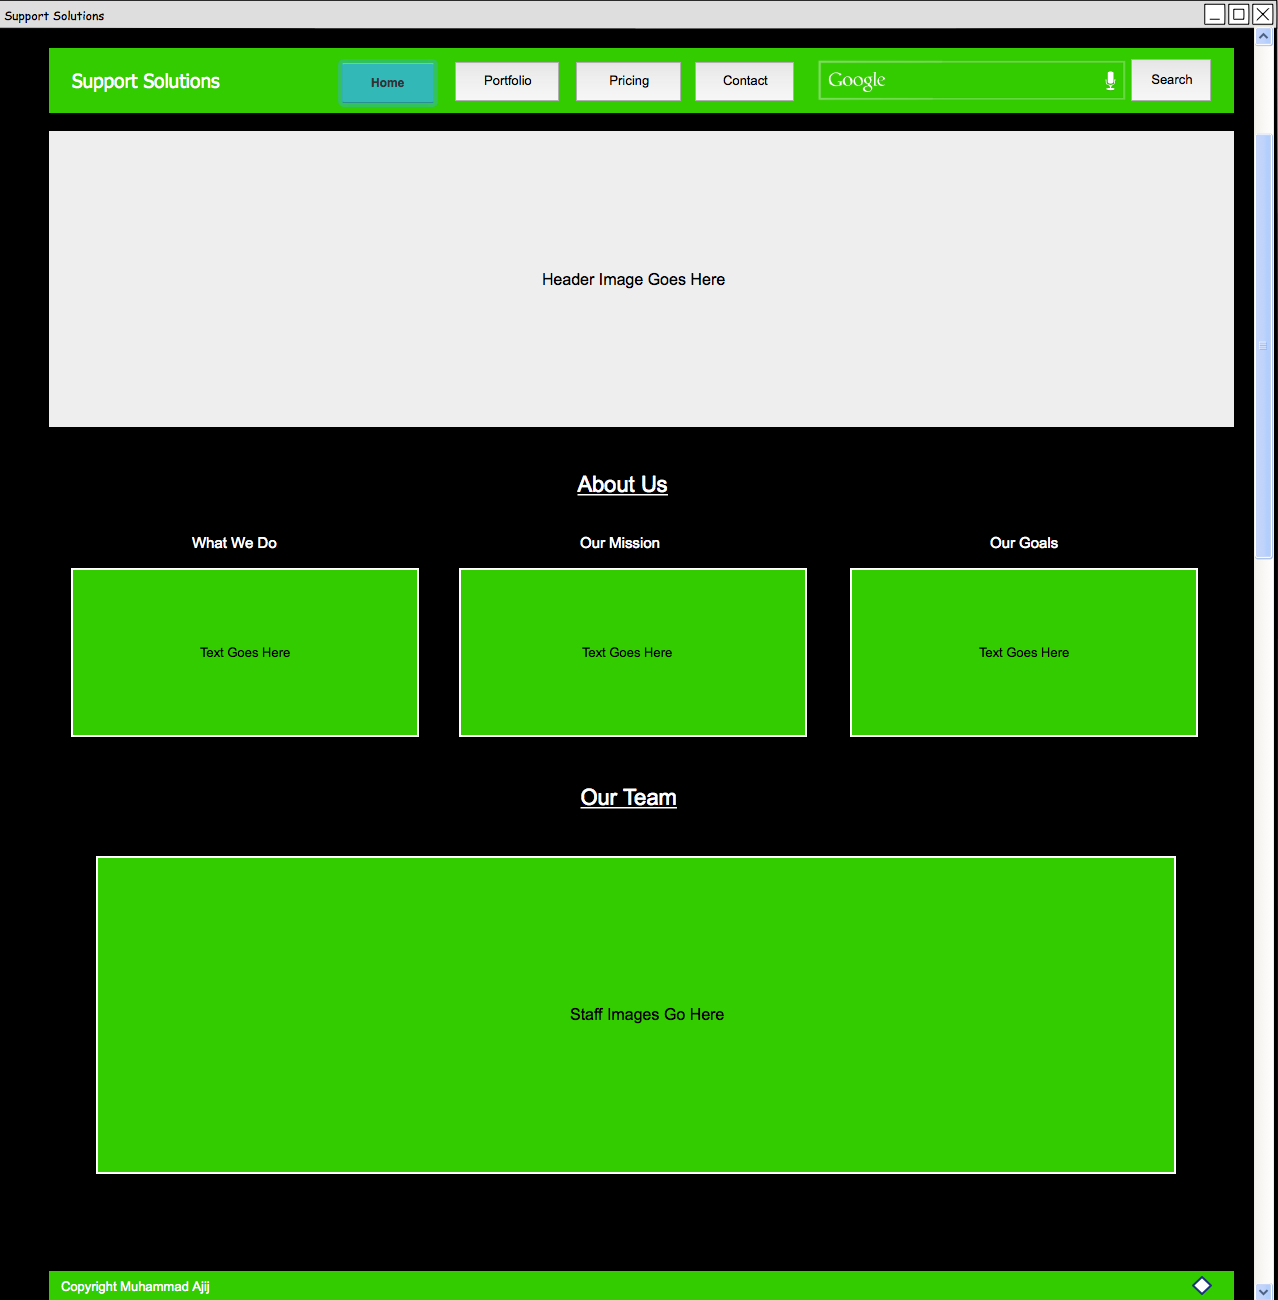 Support Solutions
Support Solutions
Home
Portfolio
Pricing
Contact
Google
Search
Header Image Goes Here
About Us
What We Do
Our Mission
Our Goals
Text Goes Here
Text Goes Here
Text Goes Here
Our Team
Staff Images Go Here
Copyright Muhammad Ajij